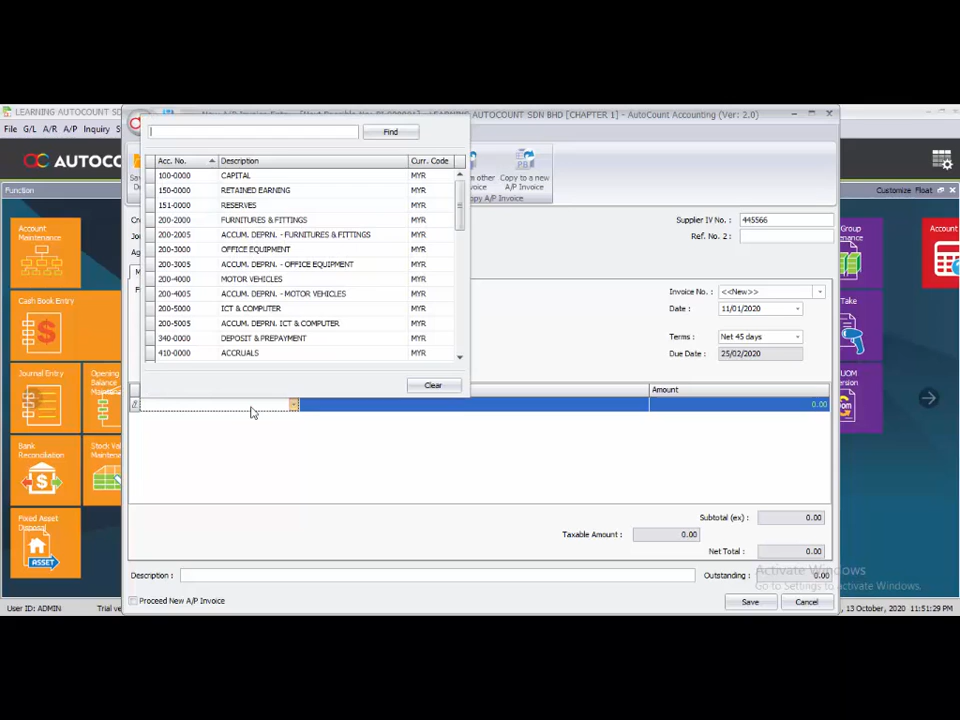 LEARNING AUTOCOUNT SD
SDN BHD [CHAPTER 1] - AutoCount Accounting (Ver: 2.0)
File G/L A/R A/P Inquiry
Find
AUTOCOU
Acc. No. Description Curr. Code
100-0000 CAPITAL MYR
150-0000 RETAINED EARNING MYR
151-0000 RESERVES MYR
200-2000 FURNITURES & FITTINGS MYR
200-2005 ACCUM. DEPRN. - FURNITURES & FITTINGS MYR
200-3000 OFFICE EQUIPMENT MYR
200-3005 ACCUM. DEPRN. - OFFICE EQUIPMENT MYR
200-4000 MOTOR VEHICLES MYR
200-4005 ACCUM. DEPRN. - MOTOR VEHICLES MYR
200-5000 ICT & COMPUTER MYR
200-5005 ACCUM. DEPRN. ICT & COMPUTER MYR
340-0000 DEPOSIT & PREPAYMENT MYR
410-0000 ACCRUALS MYR
Clear
other
Copy to a new
A/P Invoice
A/P Invoice
Function
Customize Float
Supplier IV No. : 445566
Ref. No. 2 :
Invoice No. : <<New>>
Date : 11/01/2020
Terms : Net 45 days
Due Date : 25/02/2020
Amount
0.00
Account
Maintenance
Cash Book Entry
Journal Entry
Opening
Balance
Bank
Reconciliation
Stock Val
Fixed Asset
Disposal
ASSET
Group
Take
UOM
Account
Subtotal (ex) : 0.00
Taxable Amount : 0.00
Net Total : 0.00
Description :
Outstanding : 0.00
Activate Windows
Go to Settings to activate Windows.
Proceed New A/P Invoice
Save Cancel
User ID: ADMIN
13 October, 2020 11:51:29 PM